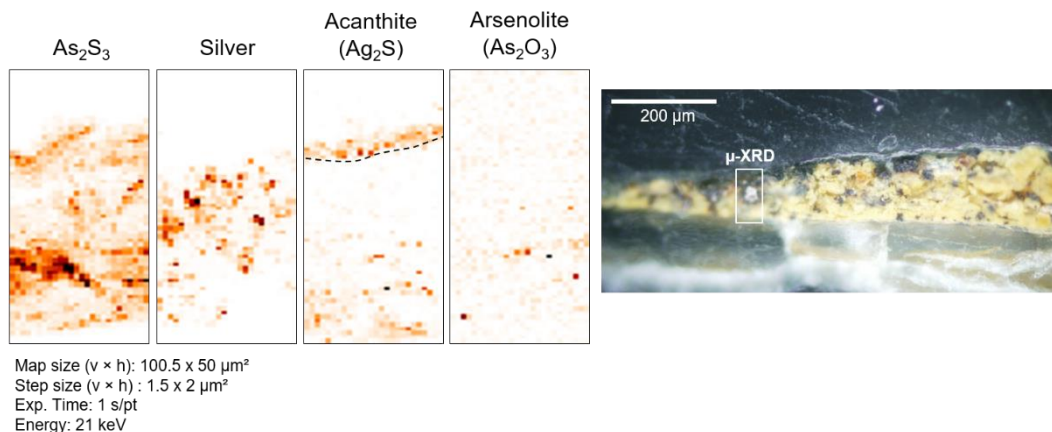 As₂S₃
Silver
Acanthite
(Ag₂S)
Arsenolite
(As₂O₃)
200 µm
µ-XRD
Map size (v × h): 100.5 x 50 µm²
Step size (v × h) : 1.5 x 2 µm²
Exp. Time: 1 s/pt
Energy: 21 keV